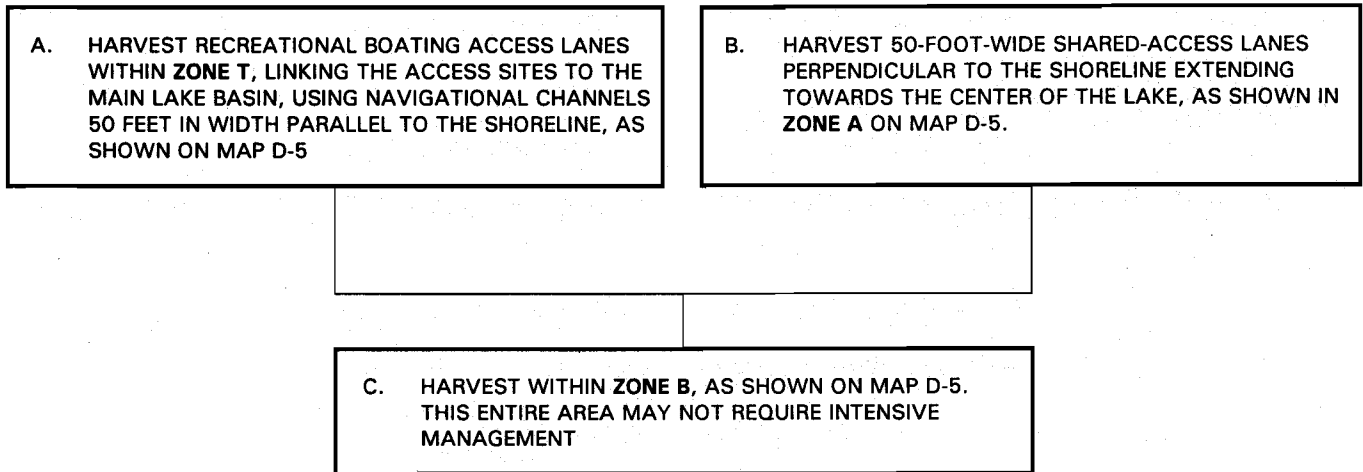 A. HARVEST RECREATIONAL BOATING ACCESS LANES
WITHIN ZONE T, LINKING THE ACCESS SITES TO THE
MAIN LAKE BASIN, USING NAVIGATIONAL CHANNELS
50 FEET IN WIDTH PARALLEL TO THE SHORELINE, AS
SHOWN ON MAP D-5
B. HARVEST 50-FOOT-WIDE SHARED-ACCESS LANES
PERPENDICULAR TO THE SHORELINE EXTENDING
TOWARDS THE CENTER OF THE LAKE, AS SHOWN IN
ZONE A ON MAP D-5.
C. HARVEST WITHIN ZONE B, AS SHOWN ON MAP D-5.
THIS ENTIRE AREA MAY NOT REQUIRE INTENSIVE
MANAGEMENT